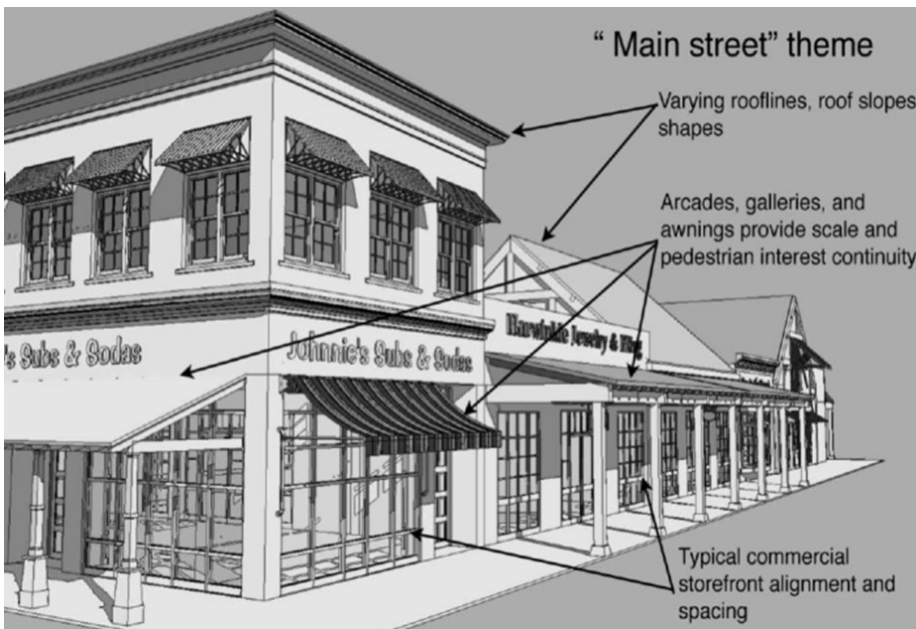 “ Main street” theme
Varying rooflines, roof slopes
shapes
Arcades, galleries, and
awnings provide scale and
pedestrian interest continuity
's Subs & Sodas
Johnnie's Subs & Sodas
Jewelry &
Typical commercial
storefront alignment and
spacing